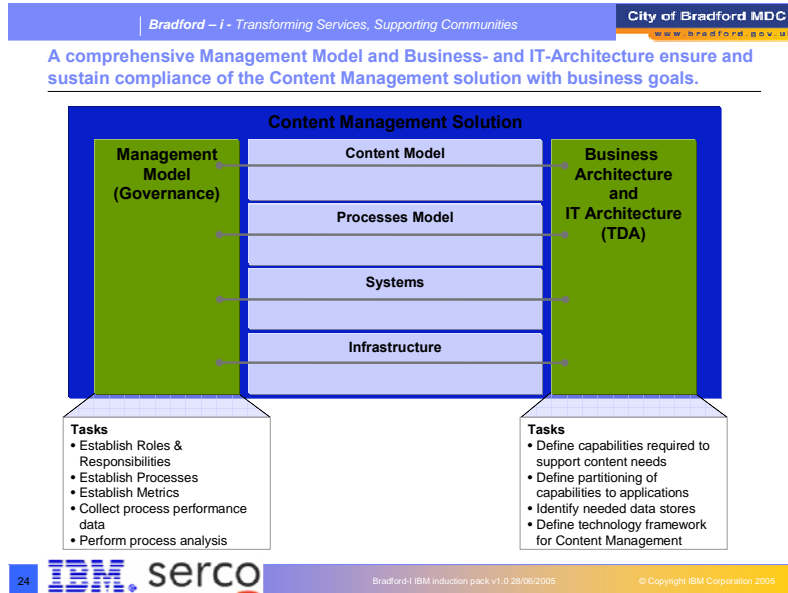 Bradford – i - Transforming Services, Supporting Communities
City of Bradford MDC
www.bradford.gov.u
A comprehensive Management Model and Business- and IT-Architecture ensure and
sustain compliance of the Content Management solution with business goals.
Content Management Solution
Management
Model
(Governance)
Content Model
Processes Model
Systems
Infrastructure
Business
Architecture
and
IT Architecture
(TDA)
Tasks
• Establish Roles &
Responsibilities
• Establish Processes
• Establish Metrics
• Collect process performance
data
• Perform process analysis
Tasks
• Define capabilities required to
support content needs
• Define partitioning of
capabilities to applications
• Identify needed data stores
• Define technology framework
for Content Management
24
IBM.
serco
Bradford-I IBM induction pack v1.0 28/06/2005
© Copyright IBM Corporation 2005